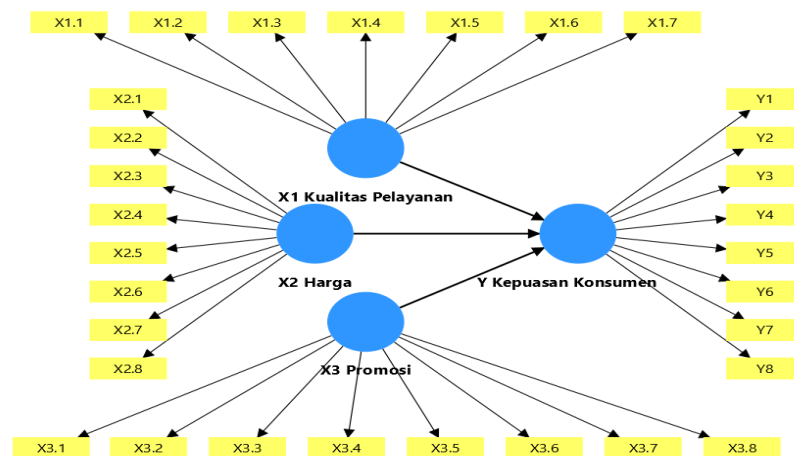 X1.1 X1.2 X1.3 X1.4 X1.5 X1.6 X1.7
X2.1
X2.2
X2.3
X2.4
X2.5
X2.6
X2.7
X2.8
X1 Kualitas Pelayanan
X2 Harga
X3 Promosi
Y Kepuasan Konsumen
Y1
Y2
Y3
Y4
Y5
Y6
Y7
Y8
X3.1 X3.2 X3.3 X3.4 X3.5 X3.6 X3.7 X3.8